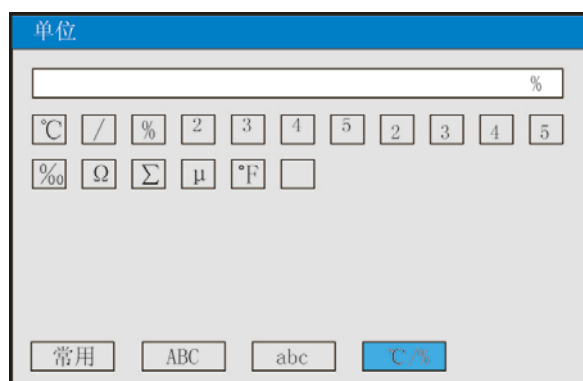 单位
%
℃ / % ² ³ ⁴ ⁵ ₂ ₃ ₄ ₅
‰ Ω Σ μ ℉
常用 ABC abc ℃/%